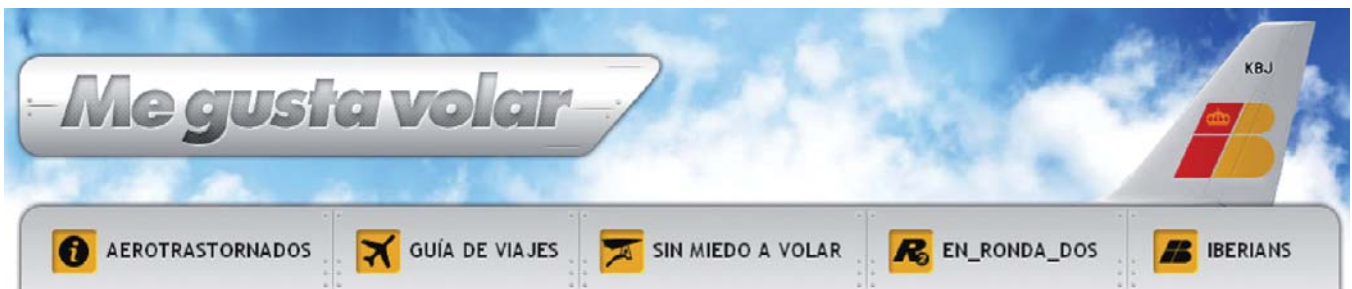 Me gusta volar
KBJ
AEROTRASTORNADOS
GUÍA DE VIAJES
SIN MIEDO A VOLAR
EN_RONDA_DOS
IBERIANS